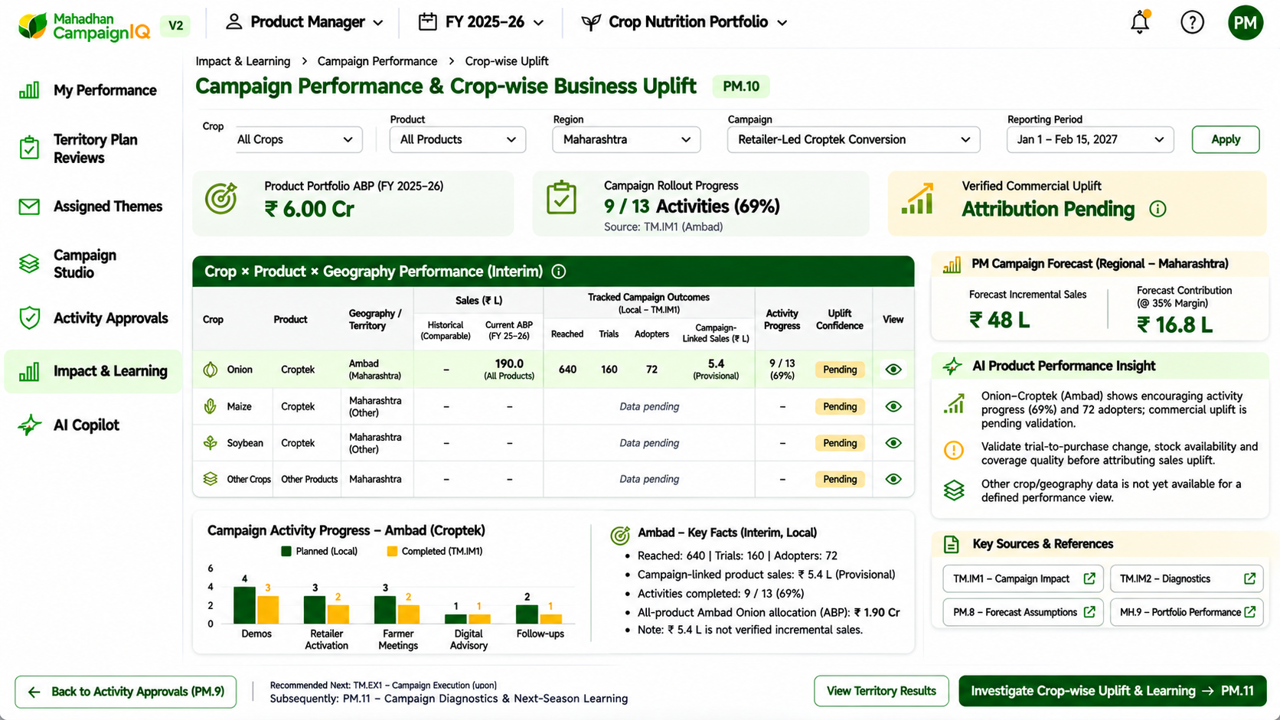 Mahadhan
CampaignIQ
V2
Product Manager
FY 2025–26
Crop Nutrition Portfolio
?
PM
My Performance
Territory Plan
Reviews
Assigned Themes
Campaign
Studio
Activity Approvals
Impact & Learning
AI Copilot
Impact & Learning > Campaign Performance > Crop-wise Uplift
Campaign Performance & Crop-wise Business Uplift
PM.10
Crop
All Crops
Product
All Products
Region
Maharashtra
Campaign
Retailer-Led Croptek Conversion
Reporting Period
Jan 1 – Feb 15, 2027
Apply
Product Portfolio ABP (FY 2025–26)
₹ 6.00 Cr
Campaign Rollout Progress
9 / 13 Activities (69%)
Source: TM.IM1 (Ambad)
Verified Commercial Uplift
Attribution Pending
Crop × Product × Geography Performance (Interim)
Crop
Product
Geography /
Territory
Sales (₹ L)
Historical
(Comparable)
Current ABP
(FY 25–26)
Tracked Campaign Outcomes
(Local – TM.IM1)
Reached
Trials
Adopters
Campaign-
Linked Sales (₹ L)
Activity
Progress
Uplift
Confidence
View
Onion
Croptek
Ambad
(Maharashtra)
–
190.0
(All Products)
640
160
72
5.4
(Provisional)
9 / 13
(69%)
Pending
Maize
Croptek
Maharashtra
(Other)
–
–
Data pending
–
Pending
Soybean
Croptek
Maharashtra
(Other)
–
–
Data pending
–
Pending
Other Crops
Other Products
Maharashtra
–
–
Data pending
–
Pending
PM Campaign Forecast (Regional – Maharashtra)
Forecast Incremental Sales
₹ 48 L
Forecast Contribution
(@ 35% Margin)
₹ 16.8 L
AI Product Performance Insight
Onion–Croptek (Ambad) shows encouraging activity
progress (69%) and 72 adopters; commercial uplift is
pending validation.
Validate trial-to-purchase change, stock availability and
coverage quality before attributing sales uplift.
Other crop/geography data is not yet available for a
defined performance view.
Key Sources & References
TM.IM1 – Campaign Impact
TM.IM2 – Diagnostics
PM.8 – Forecast Assumptions
MH.9 – Portfolio Performance
Campaign Activity Progress – Ambad (Croptek)
Planned (Local)
Completed (TM.IM1)
6
4
2
0
4
3
3
2
3
2
1
1
2
1
Demos
Retailer
Activation
Farmer
Meetings
Digital
Advisory
Follow-ups
Ambad – Key Facts (Interim, Local)
• Reached: 640 | Trials: 160 | Adopters: 72
• Campaign-linked product sales: ₹ 5.4 L (Provisional)
• Activities completed: 9 / 13 (69%)
• All-product Ambad Onion allocation (ABP): ₹ 1.90 Cr
• Note: ₹ 5.4 L is not verified incremental sales.
← Back to Activity Approvals (PM.9)
Recommended Next: TM.EX1 – Campaign Execution (upon)
Subsequently: PM.11 – Campaign Diagnostics & Next-Season Learning
View Territory Results
Investigate Crop-wise Uplift & Learning → PM.11